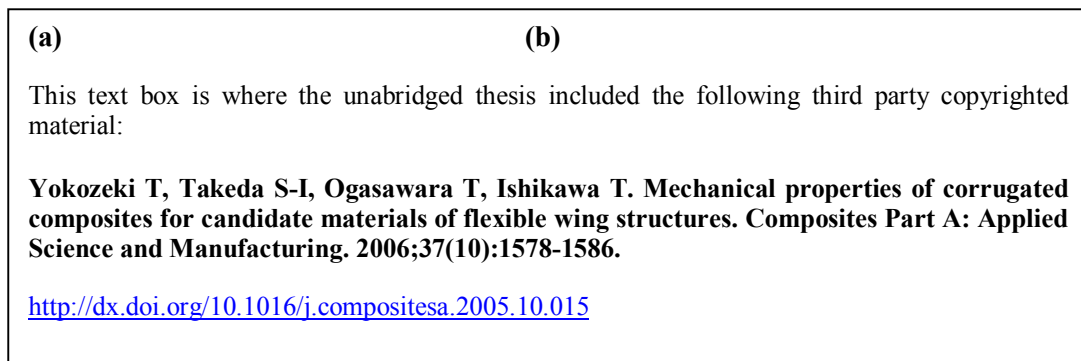 (a) (b)
This text box is where the unabridged thesis included the following third party copyrighted
material:
Yokozeki T, Takeda S-I, Ogasawara T, Ishikawa T. Mechanical properties of corrugated
composites for candidate materials of flexible wing structures. Composites Part A: Applied
Science and Manufacturing. 2006;37(10):1578-1586.
http://dx.doi.org/10.1016/j.compositesa.2005.10.015